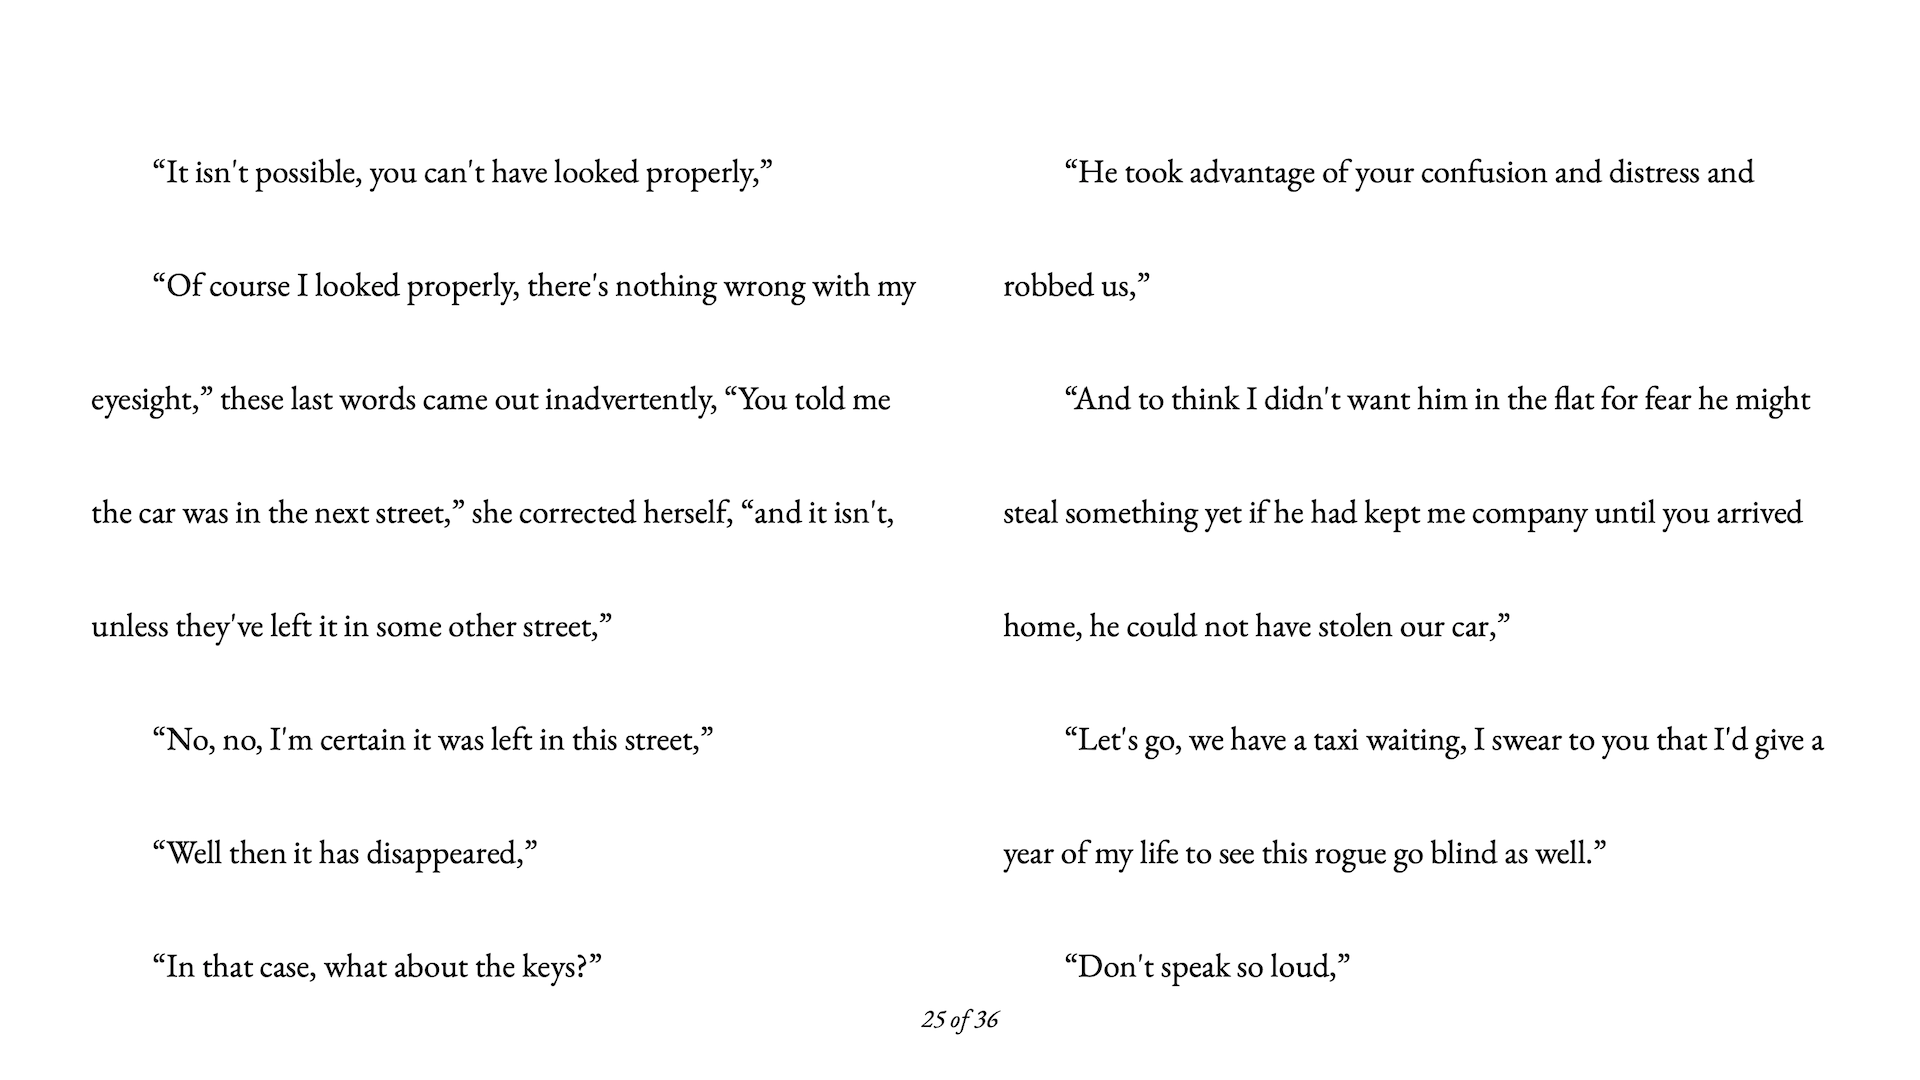 “It isn't possible, you can't have looked properly,”
“Of course I looked properly, there's nothing wrong with my
eyesight,” these last words came out inadvertently, “You told me
the car was in the next street,” she corrected herself, “and it isn't,
unless they've left it in some other street,”
“No, no, I'm certain it was left in this street,”
“Well then it has disappeared,”
“In that case, what about the keys?”
“He took advantage of your confusion and distress and
robbed us,”
“And to think I didn't want him in the flat for fear he might
steal something yet if he had kept me company until you arrived
home, he could not have stolen our car,”
“Let's go, we have a taxi waiting, I swear to you that I'd give a
year of my life to see this rogue go blind as well.”
“Don't speak so loud,”
25 of 36